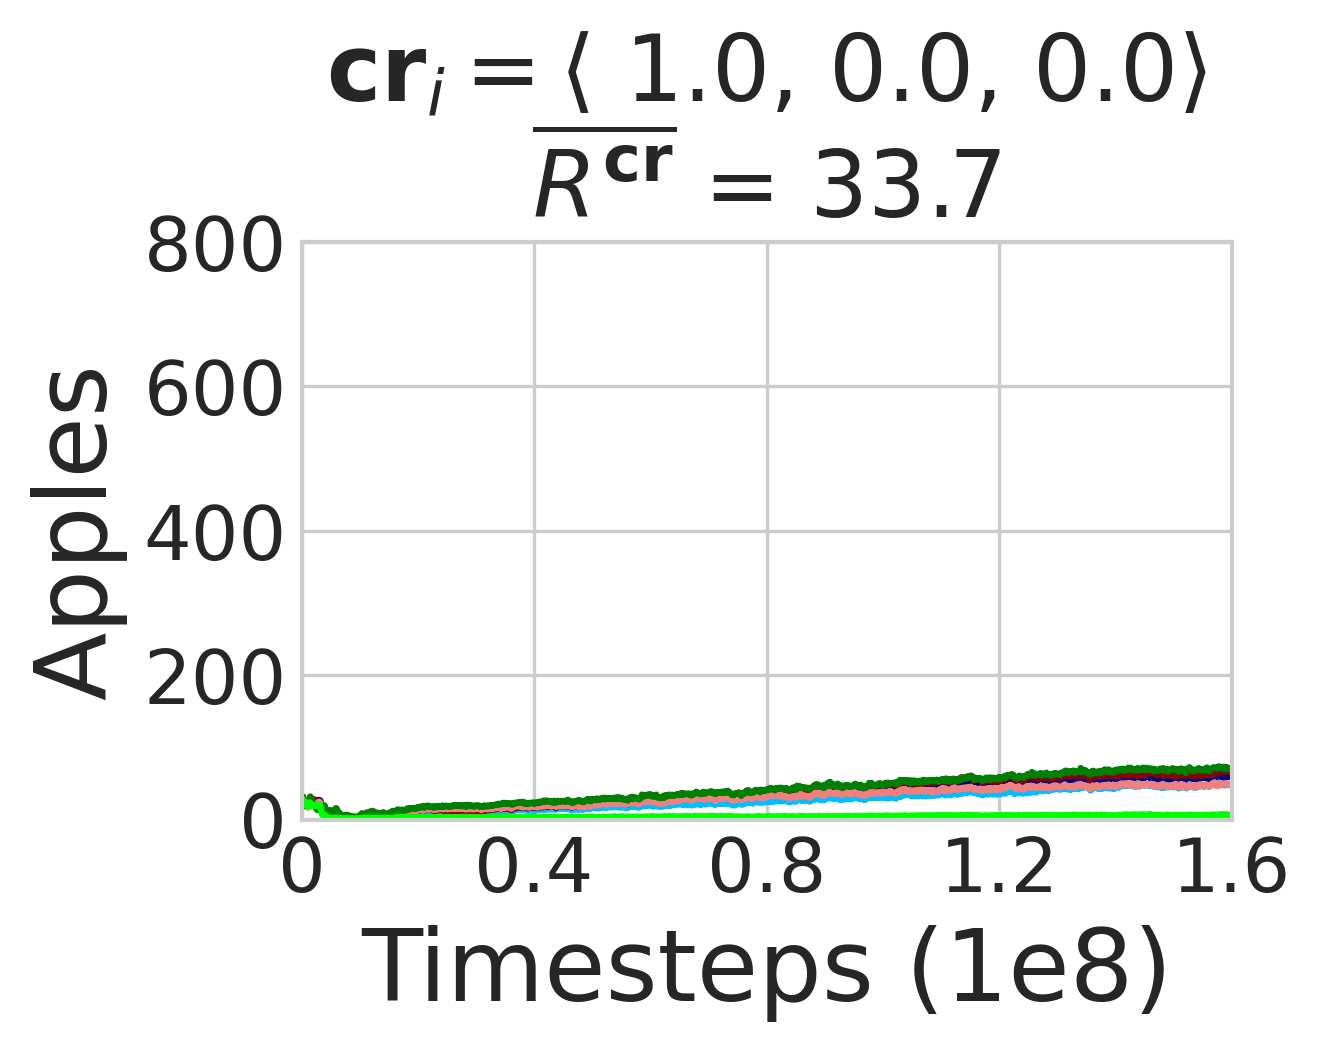 cr_i = ⟨ 1.0, 0.0, 0.0⟩
\overline{R^{cr}} = 33.7
800
600
400
200
0
Apples
0 0.4 0.8 1.2 1.6
Timesteps (1e8)